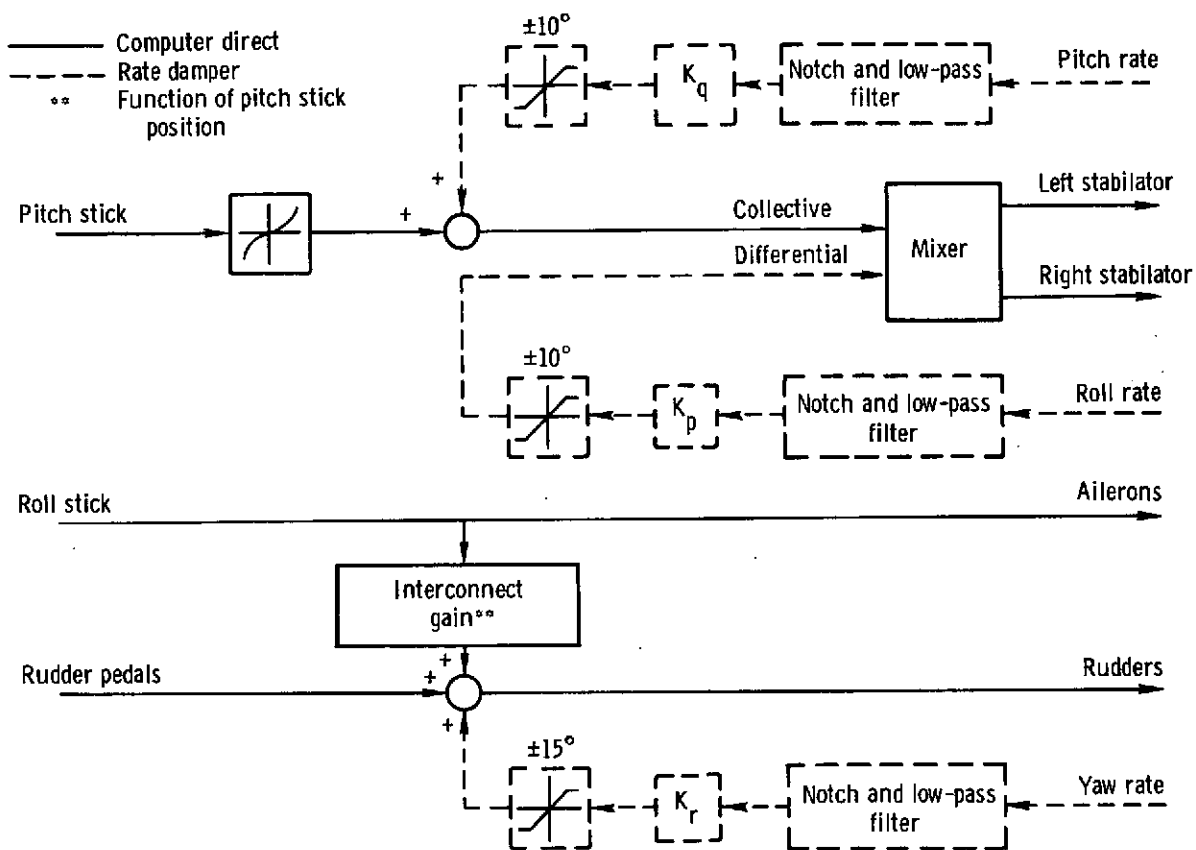 Computer direct
Rate damper
** Function of pitch stick
position
±10°
K_q
Notch and low-pass
filter
Pitch rate
Pitch stick
+
+
Collective
Differential
Mixer
Left stabilator
Right stabilator
±10°
K_p
Notch and low-pass
filter
Roll rate
Roll stick
Ailerons
Interconnect
gain**
Rudder pedals
+
+
+
Rudders
±15°
K_r
Notch and low-pass
filter
Yaw rate